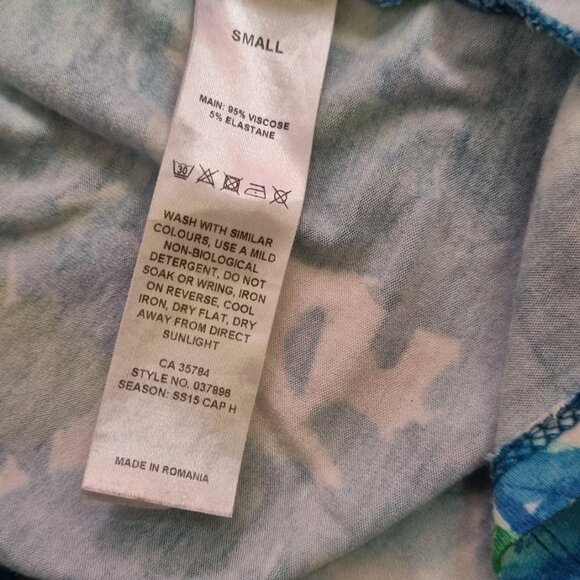 SMALL
MAIN: 95% VISCOSE
5% ELASTANE
30
WASH WITH SIMILAR
COLOURS, USE A MILD
NON-BIOLOGICAL
DETERGENT. DO NOT
SOAK OR WRING, IRON
ON REVERSE, COOL
IRON, DRY FLAT, DRY
AWAY FROM DIRECT
SUNLIGHT
CA 35784
STYLE NO. 037896
SEASON: SS15 CAP H
MADE IN ROMANIA